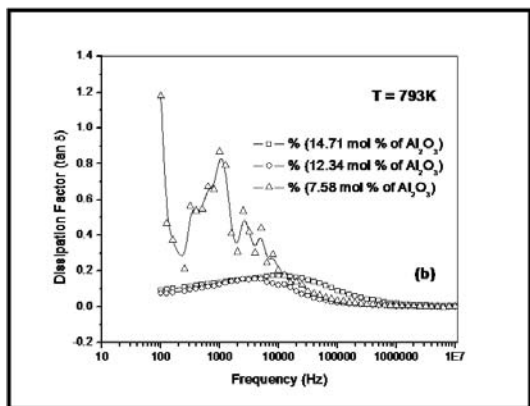 1.4
1.2
1.0
0.8
0.6
0.4
0.2
0.0
-0.2
Dissipation Factor (tan δ)
T = 793K
% {14.71 mol % of Al₂O₃)
% {12.34 mol % of Al₂O₃)
% {7.58 mol % of Al₂O₃)
(b)
10 100 1000 10000 100000 1000000 1E7
Frequency (Hz)